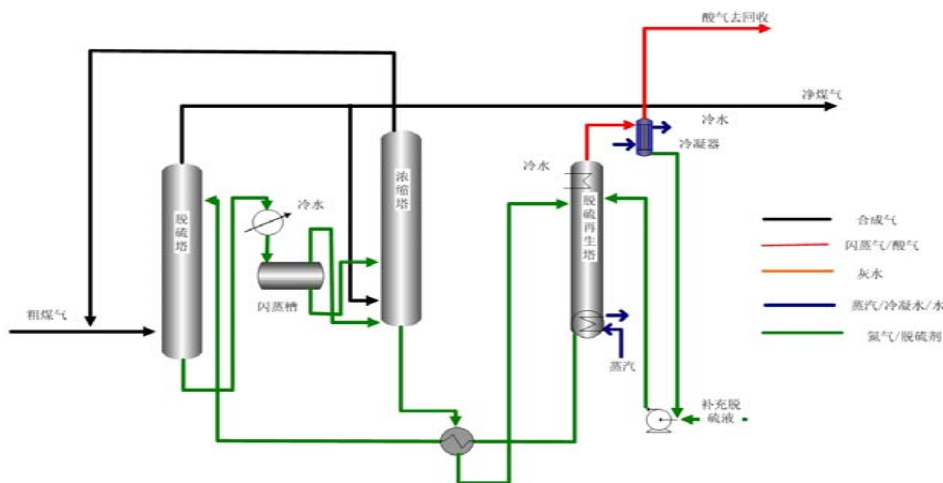 酸气去回收
净煤气
冷水
冷凝器
浓缩塔
冷水
脱硫塔
冷水
脱硫再生塔
合成气
闪蒸气/酸气
灰水
闪蒸槽
蒸汽/冷凝水/水
粗煤气
氮气/脱硫剂
蒸汽
补充脱
硫液